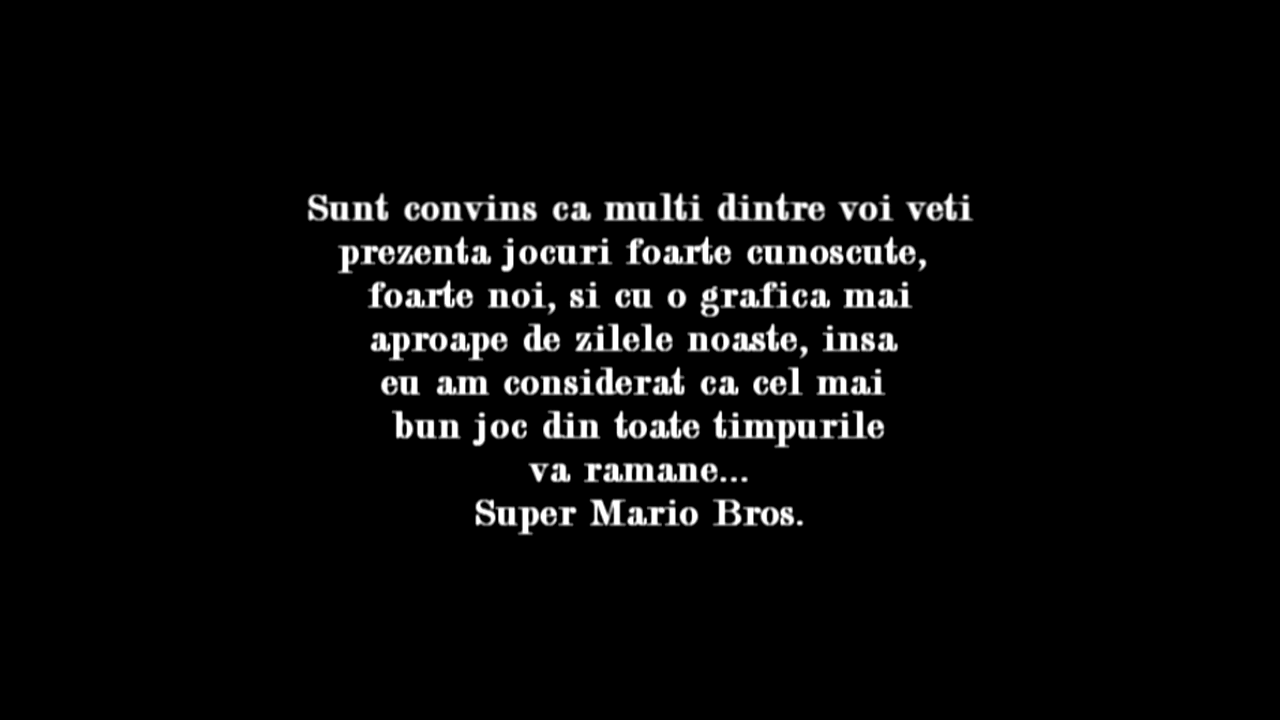 Sunt convins ca multi dintre voi veti
prezenta jocuri foarte cunoscute,
foarte noi, si cu o grafica mai
aproape de zilele noaste, insa
eu am considerat ca cel mai
bun joc din toate timpurile
va ramane...
Super Mario Bros.